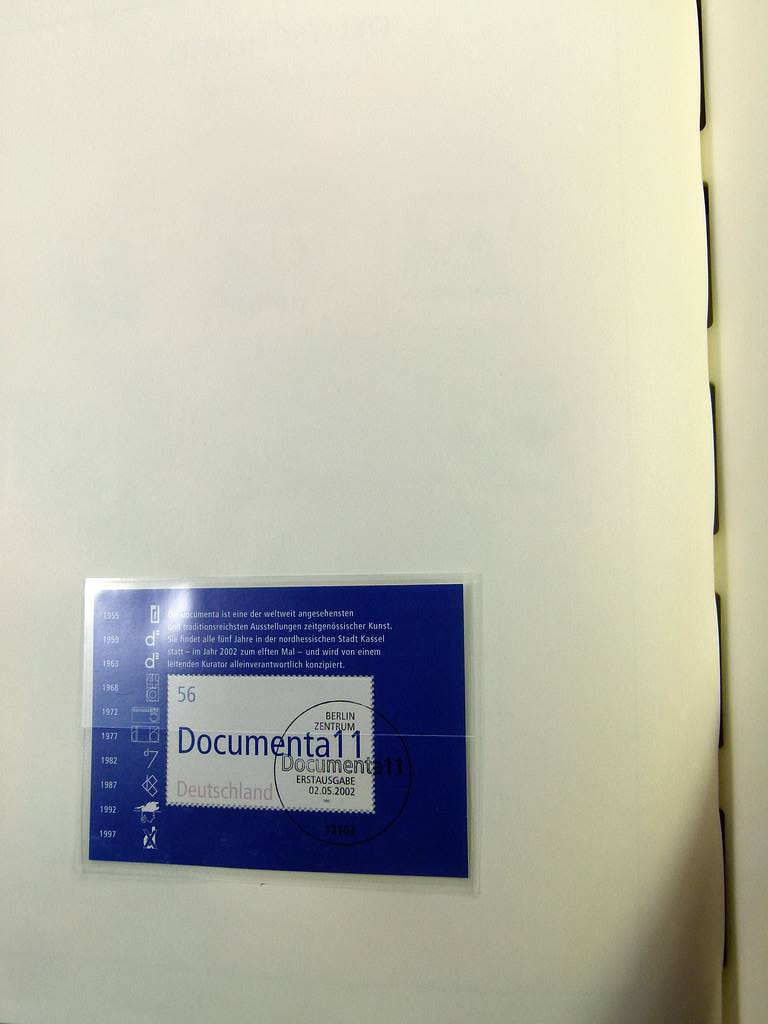 Die Documenta ist eine der weltweit angesehensten
und traditionsreichsten Ausstellungen zeitgenössischer Kunst.
Sie findet alle fünf Jahre in der nordhessischen Stadt Kassel
statt – im Jahr 2002 zum elften Mal – und wird von einem
leitenden Kurator alleinverantwortlich konzipiert.
1955 d
1959 d"
1963 d
1968
1972
1977
1982 d7
1987
1992
1997 X
56
Documenta11
Deutschland
BERLIN
ZENTRUM
Documenta11
ERSTAUSGABE
02.05.2002
12103